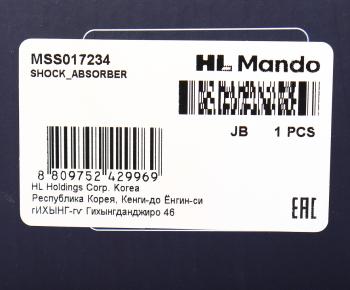 MSS017234
SHOCK_ABSORBER
HL Mando
JB 1 PCS
8 809752 429969
HL Holdings Corp. Korea
Республика Корея, Кенги-до Ёнгин-си
гИХЫНГ-гу Гихынгданджиро 46
EAC